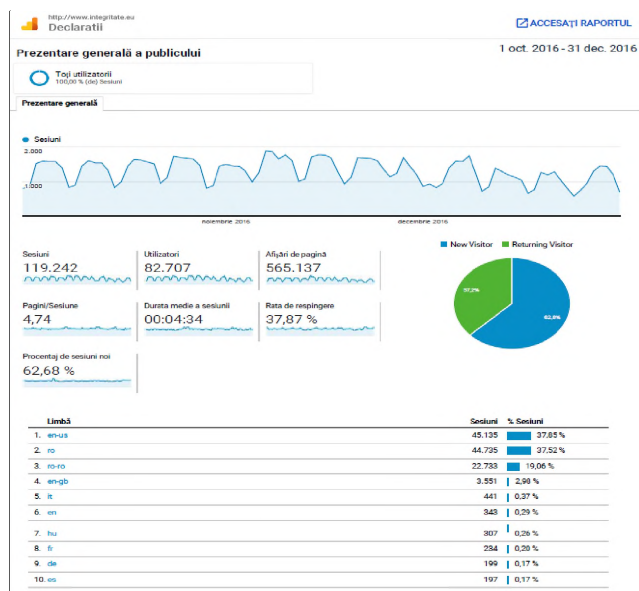 http://www.integritate.eu
Declaratii
ACCESAȚI RAPORTUL
Prezentare generală a publicului
1 oct. 2016 - 31 dec. 2016
Toți utilizatorii
100,00 % (de) Sesiuni
Prezentare generală
Sesiuni
2.000
1.000
noiembrie 2016
decembrie 2016
Sesiuni
119.242
Utilizatori
82.707
Afișări de pagină
565.137
Pagini/Sesiune
4,74
Durata medie a sesiunii
00:04:34
Rata de respingere
37,87 %
Procentaj de sesiuni noi
62,68 %
New Visitor
Returning Visitor
Limbă Sesiuni % Sesiuni
1. en-us 45.135 37,85 %
2. ro 44.735 37,52 %
3. ro-ro 22.733 19,06 %
4. en-gb 3.551 2,98 %
5. it 441 0,37 %
6. en 343 0,29 %
7. hu 307 0,26 %
8. fr 234 0,20 %
9. de 199 0,17 %
10. es 197 0,17 %